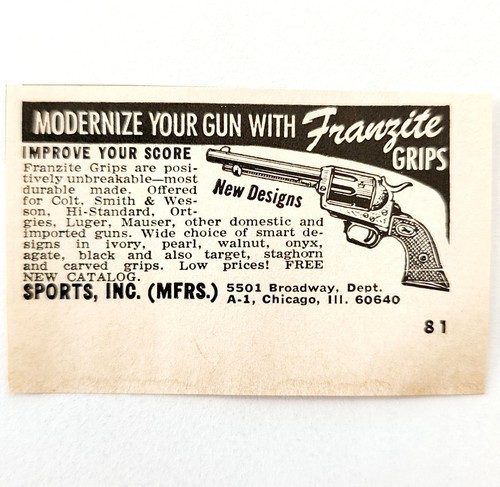 MODERNIZE YOUR GUN WITH Franzite
GRIPS
IMPROVE YOUR SCORE
Franzite Grips are posi-
tively unbreakable—most
durable made. Offered
for Colt, Smith & Wes-
son, Hi-Standard, Ort-
gies, Luger, Mauser, other domestic and
imported guns. Wide choice of smart de-
signs in ivory, pearl, walnut, onyx,
agate, black and also target, staghorn
and carved grips. Low prices! FREE
NEW CATALOG.
New Designs
SPORTS, INC. (MFRS.) 5501 Broadway, Dept.
A-1, Chicago, Ill. 60640
81